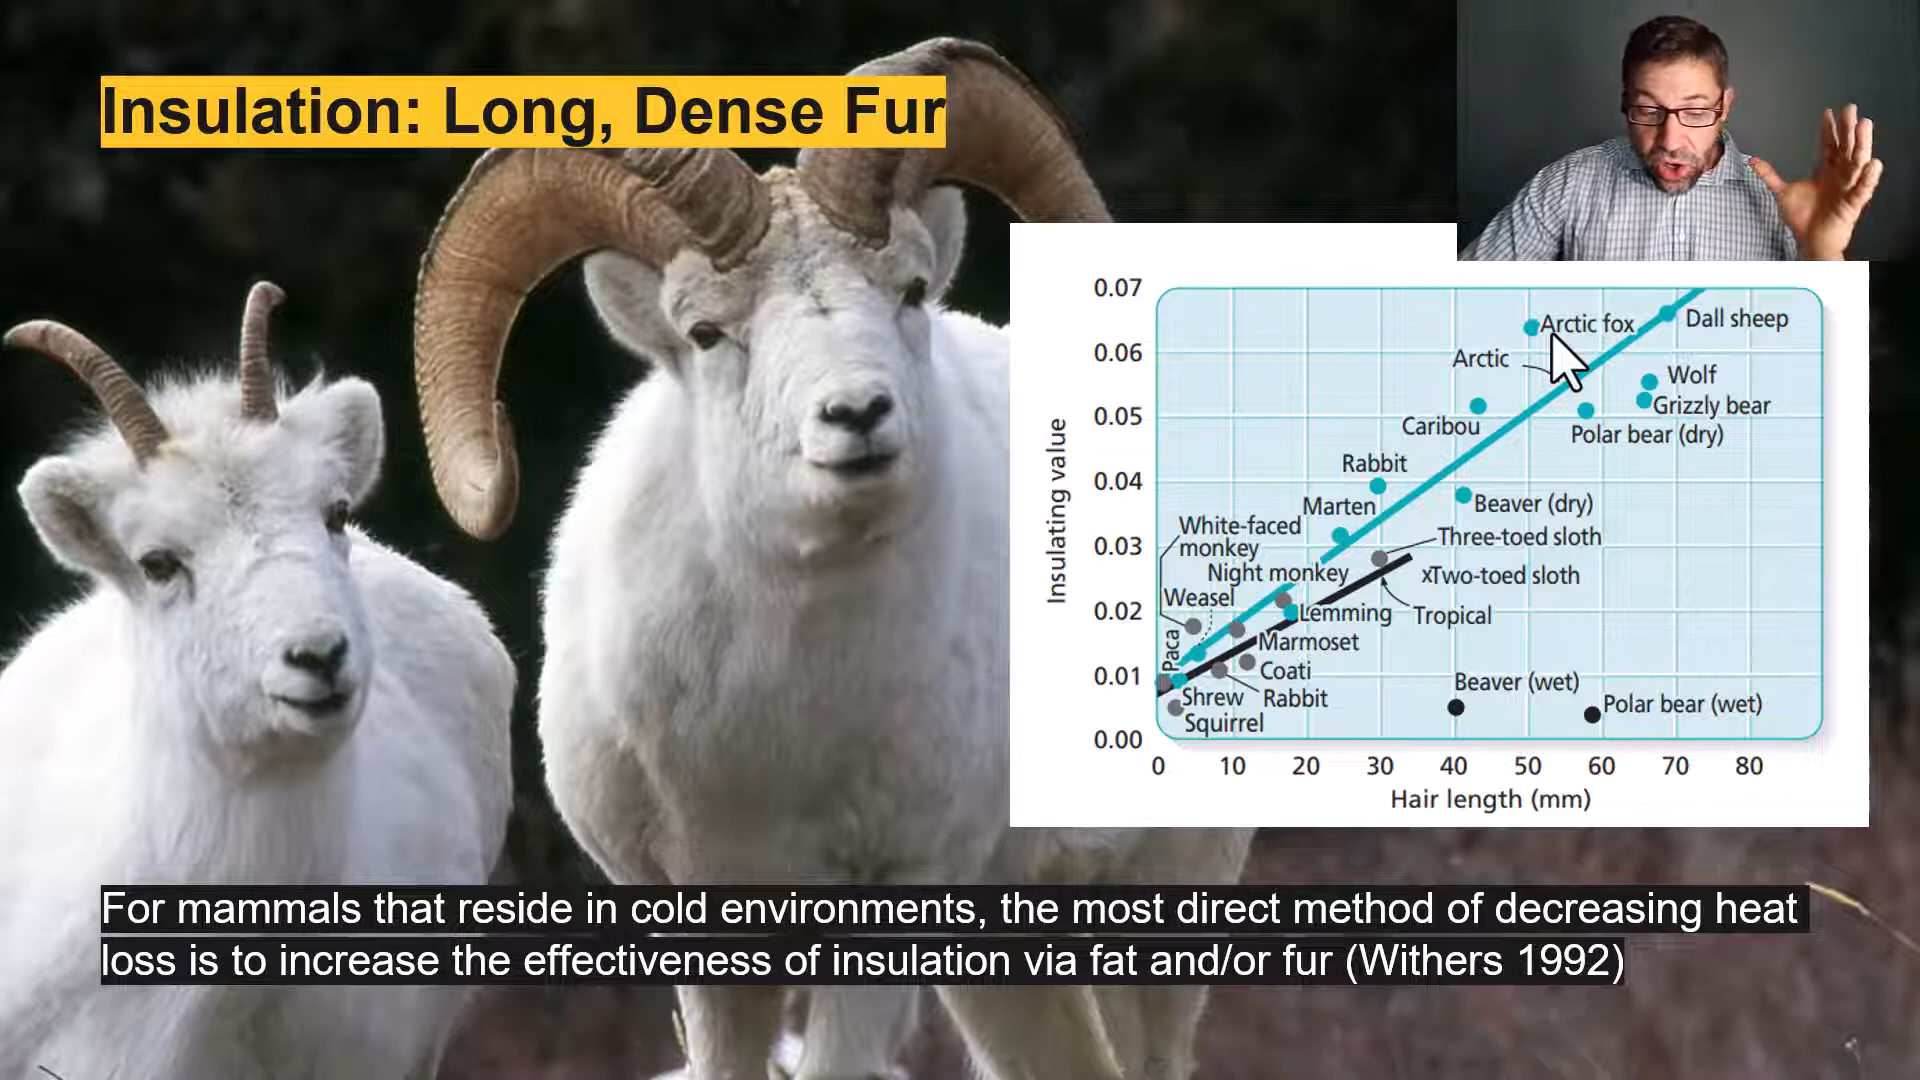 Insulation: Long, Dense Fur
0.07
0.06
0.05
0.04
0.03
0.02
0.01
0.00
Insulating value
0
10
20
30
40
50
60
70
80
Hair length (mm)
Arctic fox
Dall sheep
Arctic
Wolf
Grizzly bear
Caribou
Polar bear (dry)
Rabbit
Marten
Beaver (dry)
White-faced
monkey
Three-toed sloth
Night monkey
xTwo-toed sloth
Weasel
Lemming
Tropical
Paca
Marmoset
Coati
Shrew
Rabbit
Squirrel
Beaver (wet)
Polar bear (wet)
For mammals that reside in cold environments, the most direct method of decreasing heat
loss is to increase the effectiveness of insulation via fat and/or fur (Withers 1992)